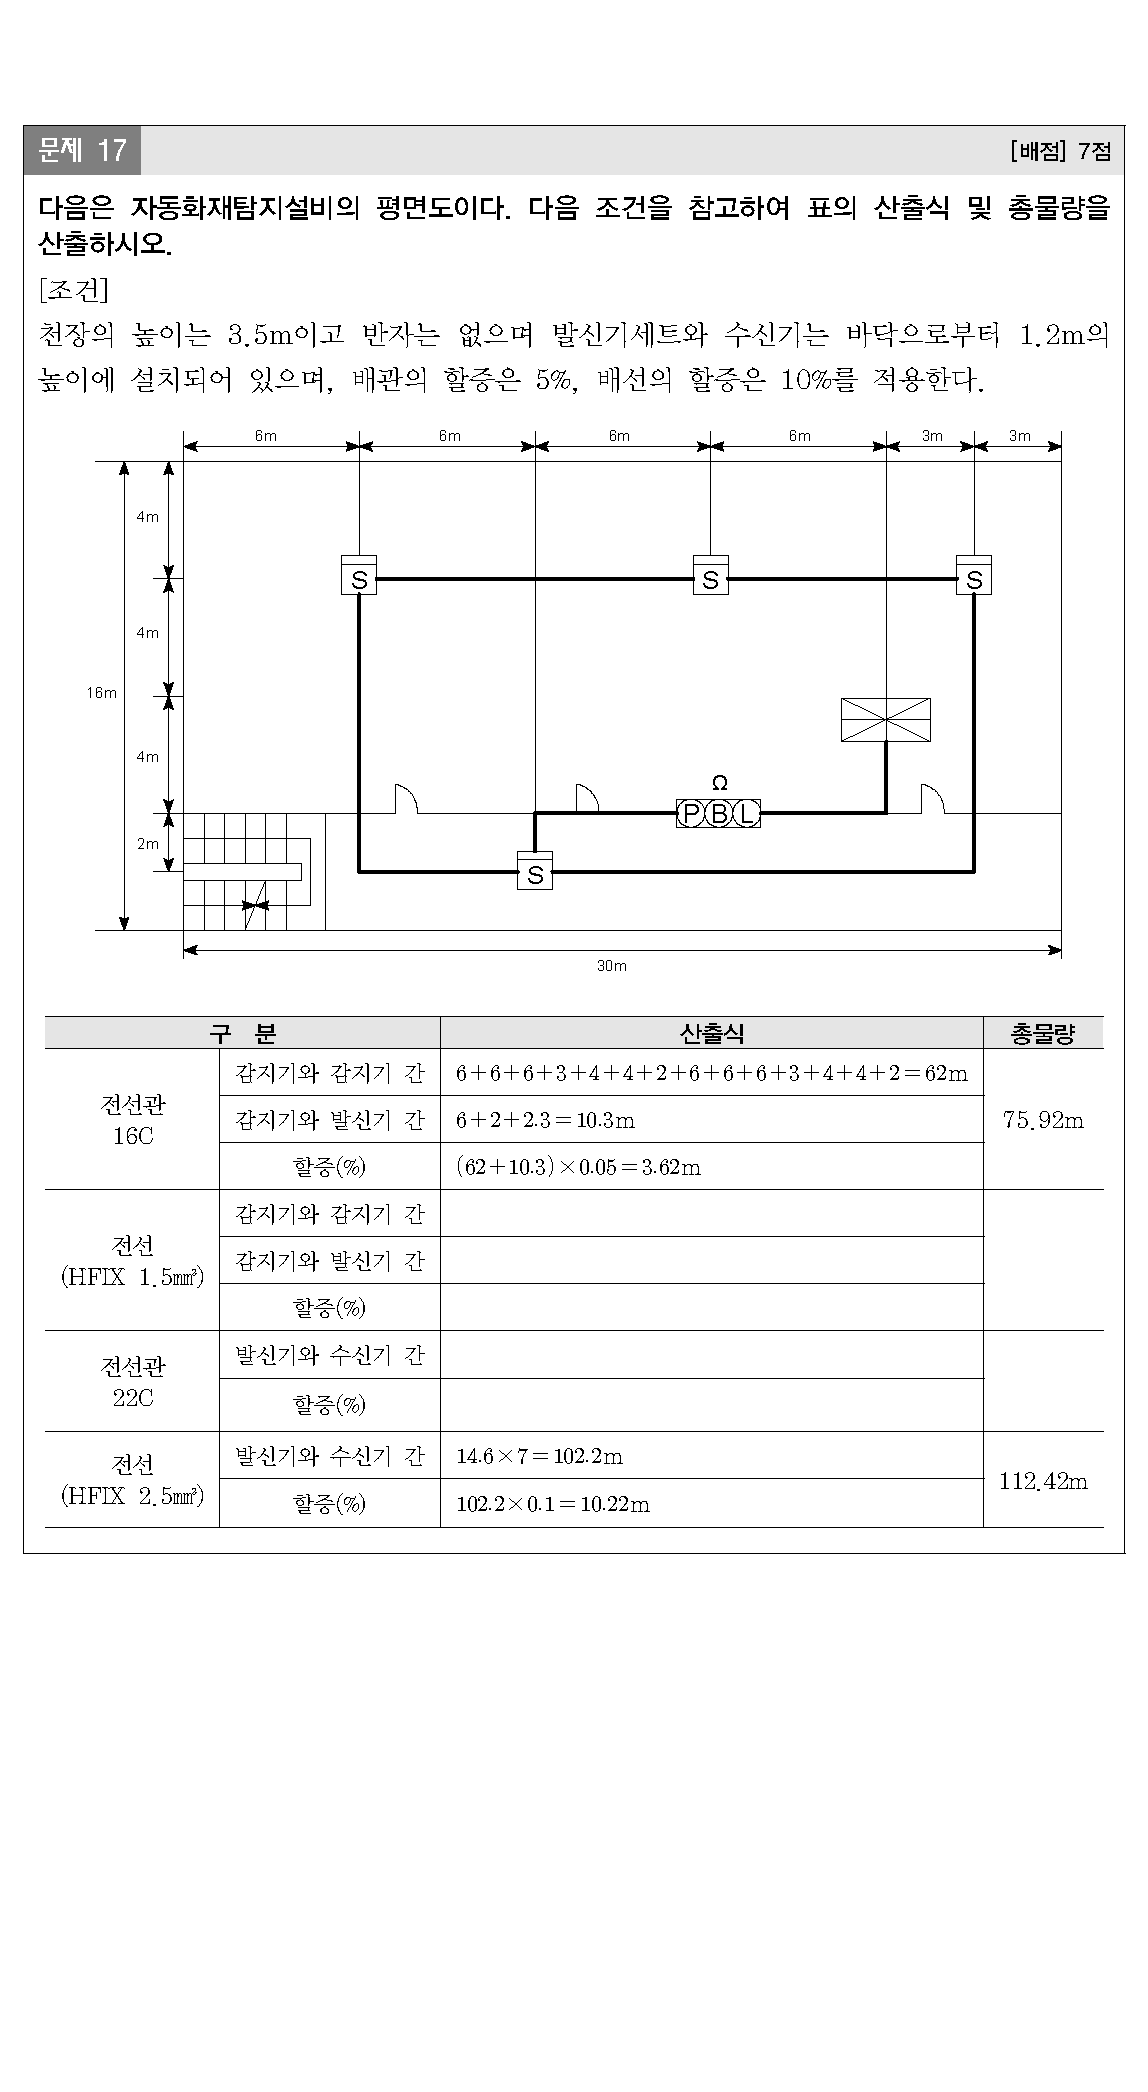 문제 17 [배점] 7점
다음은 자동화재탐지설비의 평면도이다. 다음 조건을 참고하여 표의 산출식 및 총물량을
산출하시오.
[조건]
천장의 높이는 3.5m이고 반자는 없으며 발신기세트와 수신기는 바닥으로부터 1.2m의
높이에 설치되어 있으며, 배관의 할증은 5%, 배선의 할증은 10%를 적용한다.
6m 6m 6m 6m 3m 3m
4m
S S S
4m
16m
4m
Ω
P B L
2m
S
30m
구 분 산출식 총물량
전선관
16C
감지기와 감지기 간 6+6+6+3+4+4+2+6+6+6+3+4+4+2=62m
감지기와 발신기 간 6+2+2.3=10.3m 75.92m
할증(%) (62+10.3)×0.05=3.62m
전선
(HFIX 1.5㎟)
감지기와 감지기 간
감지기와 발신기 간
할증(%)
전선관
22C
발신기와 수신기 간
할증(%)
전선
(HFIX 2.5㎟)
발신기와 수신기 간 14.6×7=102.2m
112.42m
할증(%) 102.2×0.1=10.22m